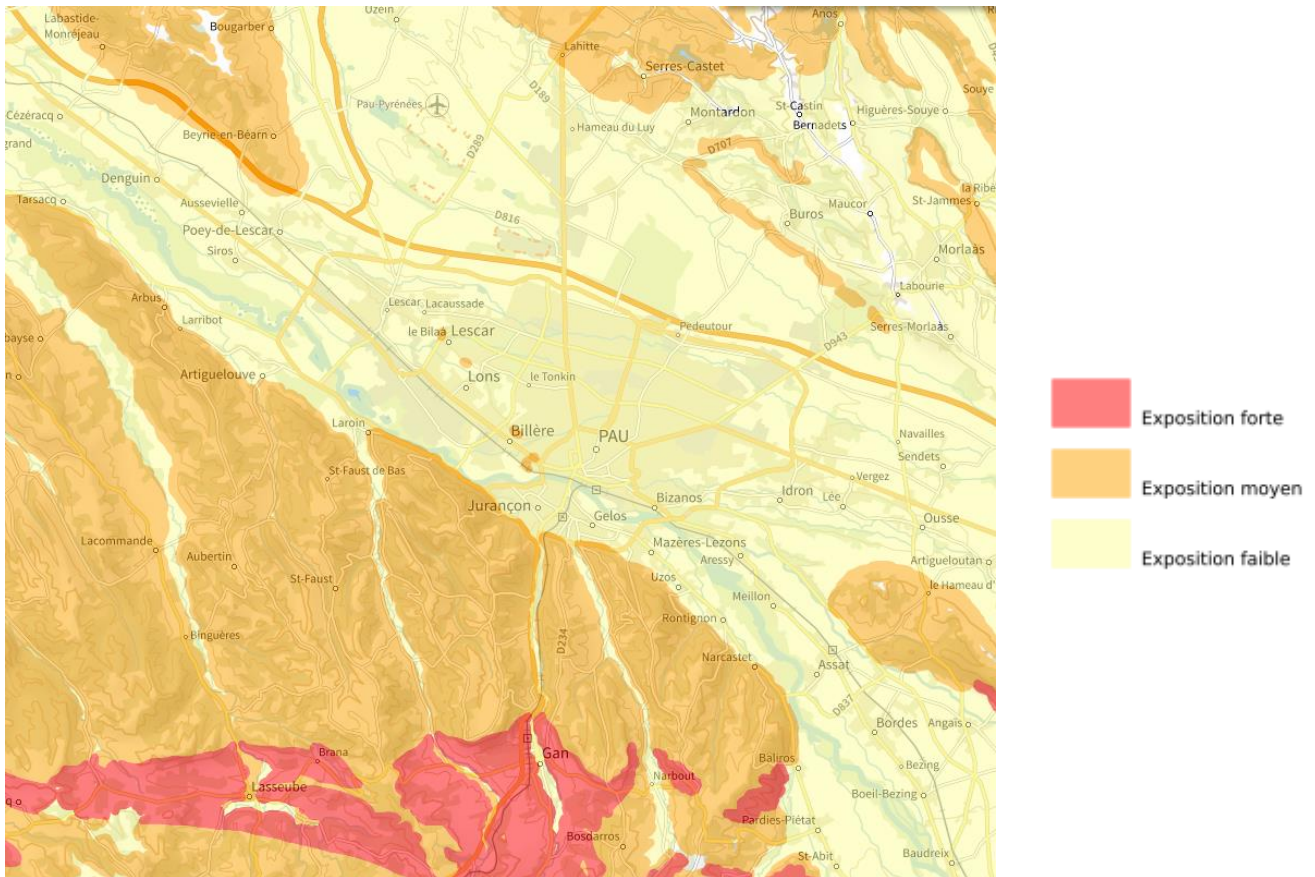 Labastide-
Monréjeau
Bougarber
Uzein
Lahitte
Anos
Serres-Castet
Souye
Cézéracq
grand
Pau-Pyrénées
D189
D289
Hameau du Luy
Montardon
St-Castin
Bernadets
Higuères-Souye
Beyrie-en-Béarn
D707
Denguin
Tarsacq
Aussevielle
Poey-de-Lescar
Siros
D816
Buros
Maucor
la Ribe
St-Jammes
Morlaàs
Labourie
Arbus
Larribot
Lescar
Lacaussade
le Bilaà
Lescar
Pedeutour
Serres-Morlaàs
D943
bayse
Artiguelouve
Lons
le Tonkin
Laroin
Billère
PAU
Navailles
Sendets
St-Faust de Bas
Vergez
Jurançon
Gelos
Bizanos
Idron
Lée
Ousse
Lacommande
Aubertin
St-Faust
Mazères-Lezons
Aressy
Uzos
Meillon
Artigueloutan
le Hameau d'
Binguères
D234
Rontignon
Narcastet
Assat
D837
Bordes
Angaïs
Brana
Gan
Lasseube
Narbout
Baliros
Bezing
Boeil-Bezing
Bosdarros
Pardies-Piétat
St-Abit
Baudreix
Exposition forte
Exposition moyen
Exposition faible